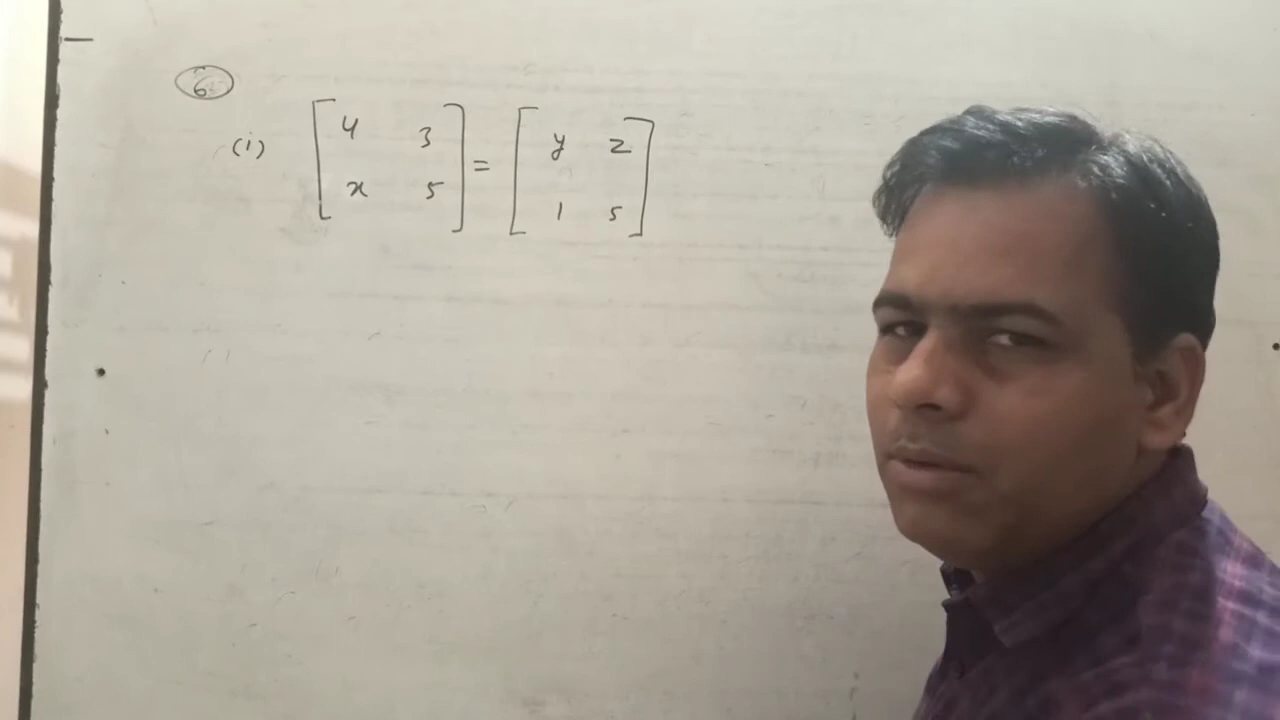 6
(i) [ 4 3 ] = [ y z ]
[ x 5 ] [ 1 5 ]